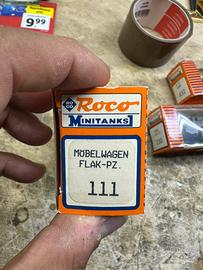 9.99
Roco
MINITANKS
MÖBELWAGEN
FLAK-PZ.
111